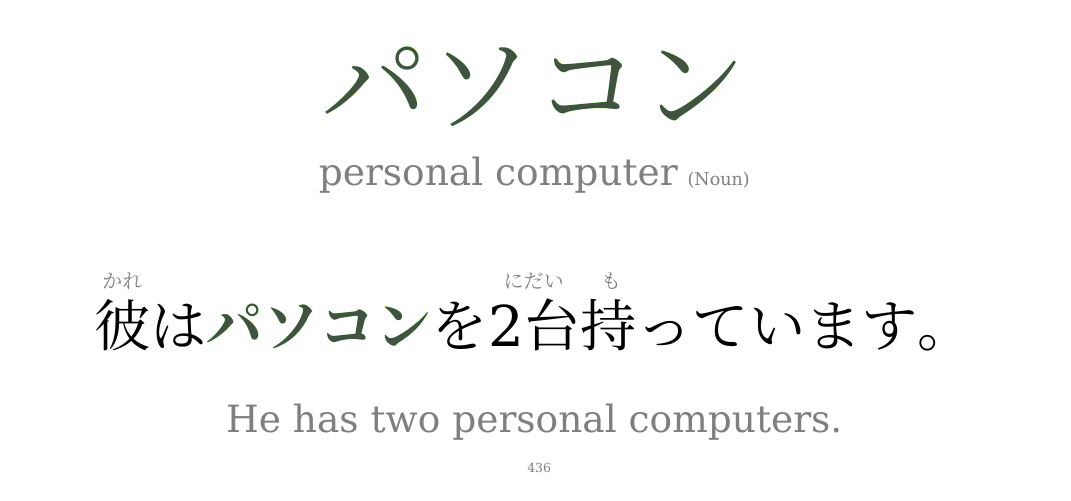 パソコン
personal computer (Noun)
かれ にだい も
彼はパソコンを2台持っています。
He has two personal computers.
436